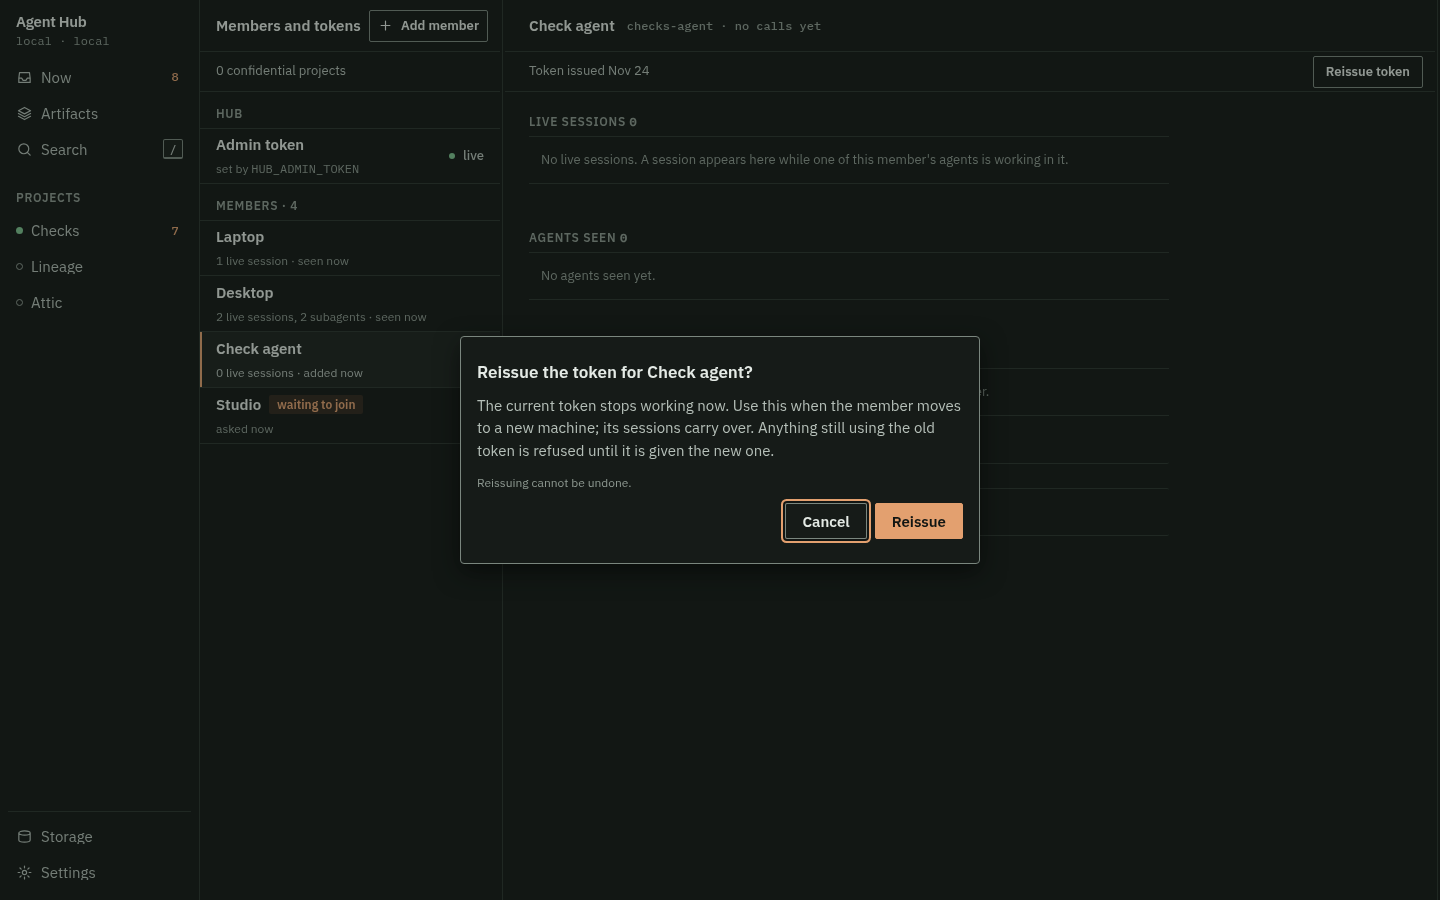 Agent Hub
local · local
Now 8
Artifacts
Search /
PROJECTS
Checks 7
Lineage
Attic
Storage
Settings
Members and tokens
Add member
0 confidential projects
HUB
Admin token
set by HUB_ADMIN_TOKEN
live
MEMBERS · 4
Laptop
1 live session · seen now
Desktop
2 live sessions, 2 subagents · seen now
Check agent
0 live sessions · added now
Studio waiting to join
asked now
Check agent checks-agent · no calls yet
Token issued Nov 24
Reissue token
LIVE SESSIONS 0
No live sessions. A session appears here while one of this member's agents is working in it.
AGENTS SEEN 0
No agents seen yet.
Reissue the token for Check agent?
The current token stops working now. Use this when the member moves
to a new machine; its sessions carry over. Anything still using the old
token is refused until it is given the new one.
Reissuing cannot be undone.
Cancel
Reissue